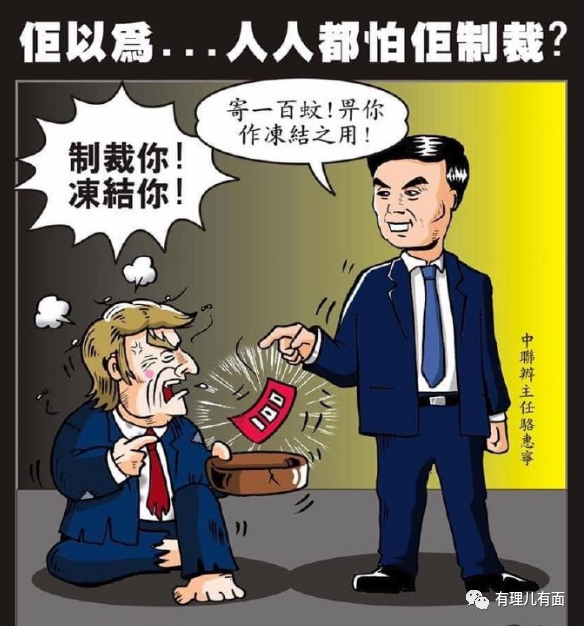 佢以爲...人人都怕佢制裁?
寄一百蚊!畀你
作凍結之用!
制裁你!
凍結你!
100
中聯辦主任駱惠寧
有理儿有面